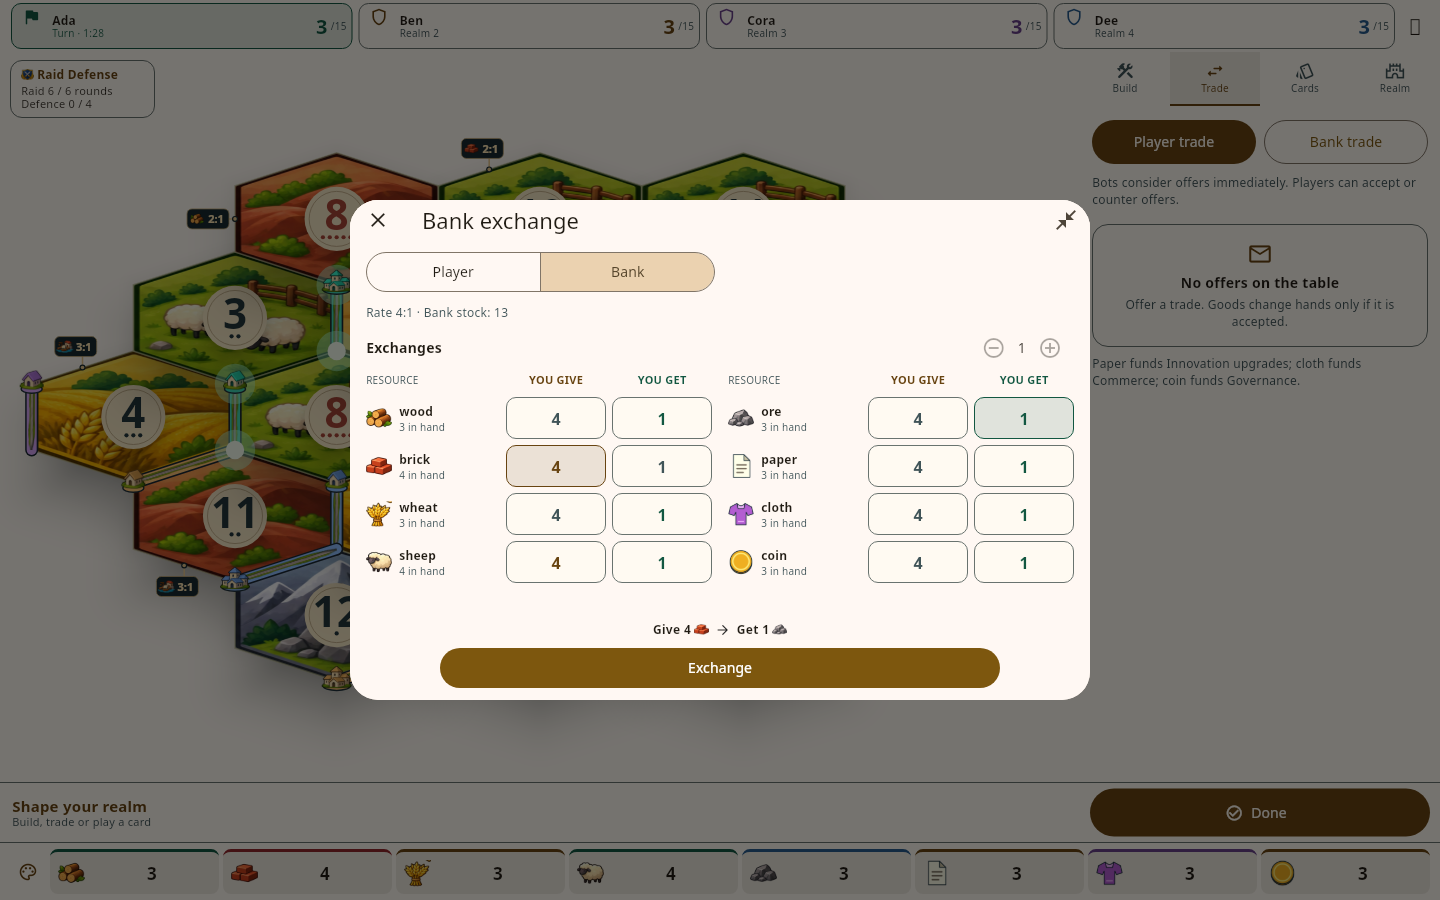 Ada
Turn · 1:28
3 /15
Ben
Realm 2
3 /15
Cora
Realm 3
3 /15
Dee
Realm 4
3 /15
Raid Defense
Raid 6 / 6 rounds
Defence 0 / 4
Build
Trade
Cards
Realm
Player trade
Bank trade
Bots consider offers immediately. Players can accept or
counter offers.
No offers on the table
Offer a trade. Goods change hands only if it is
accepted.
Paper funds Innovation upgrades; cloth funds
Commerce; coin funds Governance.
2:1
2:1
8
3
3:1
4
8
11
3:1
12
Bank exchange
Player
Bank
Rate 4:1 · Bank stock: 13
Exchanges
1
RESOURCE YOU GIVE YOU GET RESOURCE YOU GIVE YOU GET
wood
3 in hand
4 1
ore
3 in hand
4 1
brick
4 in hand
4 1
paper
3 in hand
4 1
wheat
3 in hand
4 1
cloth
3 in hand
4 1
sheep
4 in hand
4 1
coin
3 in hand
4 1
Give 4 → Get 1
Exchange
Shape your realm
Build, trade or play a card
Done
3 4 3 4 3 3 3 3